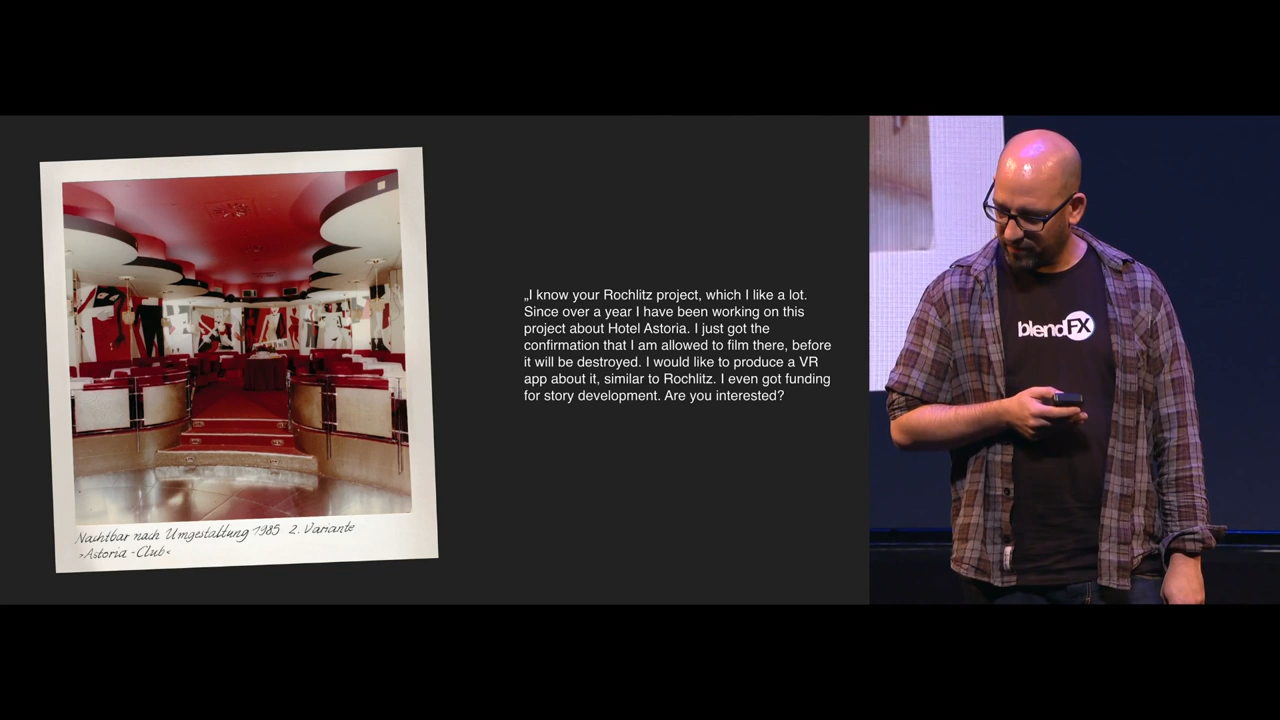 Nachtbar nach Umgestaltung 1985 2. Variante
>Astoria-Club<
„I know your Rochlitz project, which I like a lot.
Since over a year I have been working on this
project about Hotel Astoria. I just got the
confirmation that I am allowed to film there, before
it will be destroyed. I would like to produce a VR
app about it, similar to Rochlitz. I even got funding
for story development. Are you interested?
blendFX